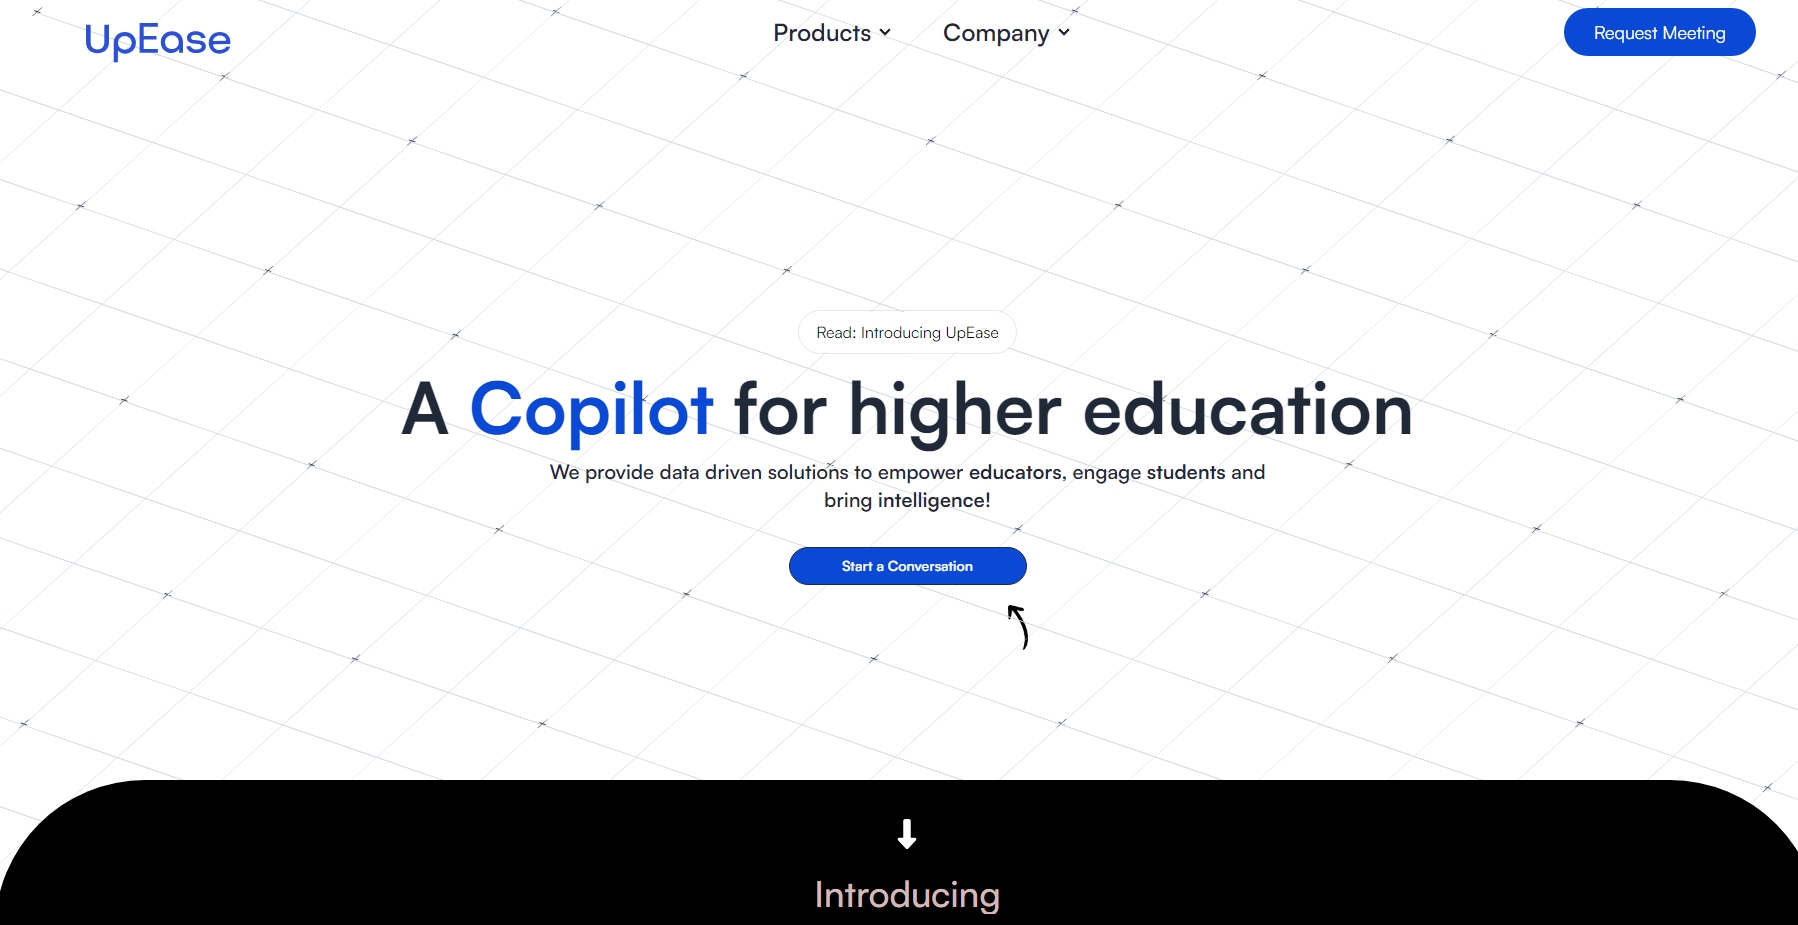 UpEase
Products
Company
Request Meeting
Read: Introducing UpEase
A Copilot for higher education
We provide data driven solutions to empower educators, engage students and
bring intelligence!
Start a Conversation
Introducing